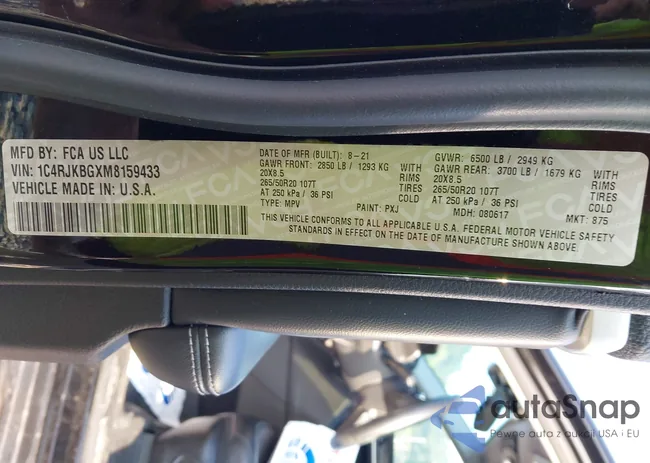 MFD BY: FCA US LLC
VIN: 1C4RJKBGXM8159433
VEHICLE MADE IN U.S.A.
DATE OF MFR (BUILT): 8-21 GVWR: 6500 LB / 2949 KG
GAWR FRONT: 2850 LB / 1293 KG GAWR REAR: 3700 LB / 1679 KG
20X8.5 RIMS 20X8.5 RIMS
265/50R20 107T TIRES 265/50R20 107T TIRES
AT 250 kPa / 36 PSI COLD AT 250 kPa / 36 PSI COLD
TYPE: MPV PAINT: PXJ MDH: 080617 MKT: 875
THIS VEHICLE CONFORMS TO ALL APPLICABLE U.S.A. FEDERAL MOTOR VEHICLE SAFETY
STANDARDS IN EFFECT ON THE DATE OF MANUFACTURE SHOWN ABOVE.
autoSnap
Pewne auta z aukcji USA i EU